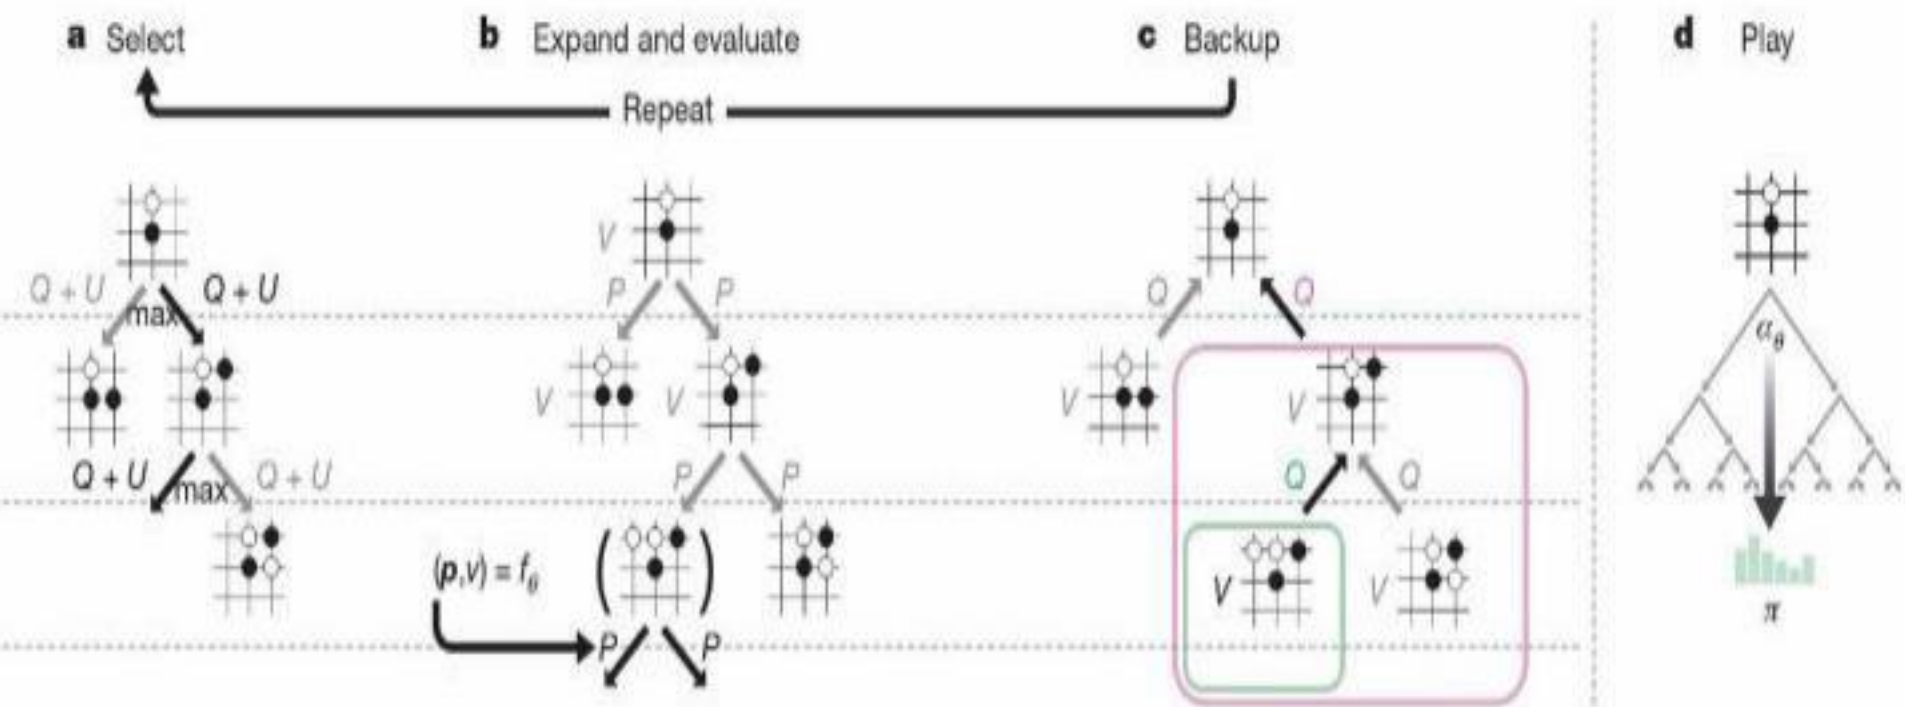 a Select
b Expand and evaluate
c Backup
d Play
Repeat
Q + U
max
Q + U
Q + U
max
Q + U
V
P
P
V
V
P
P
(p,v) = fθ
( )
P
P
Q
Q
V
V
Q
Q
V
V
αθ
π